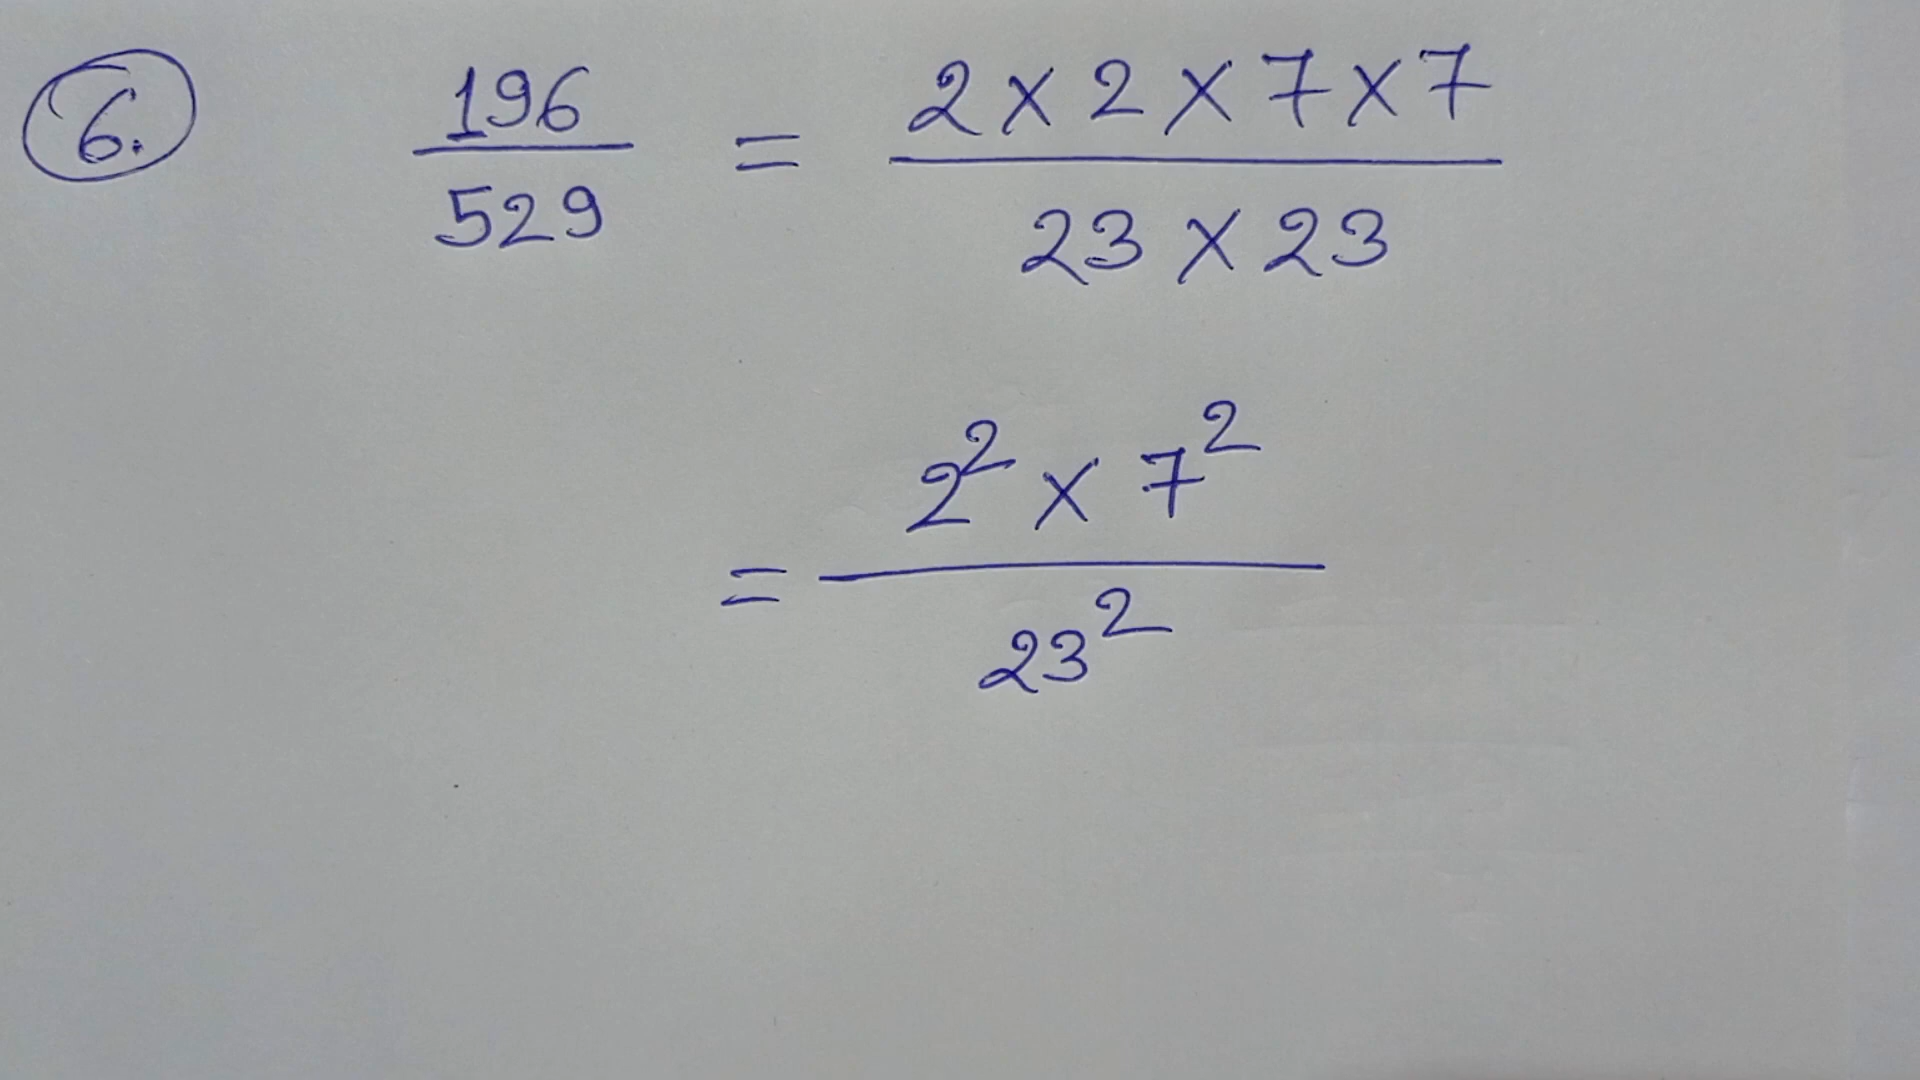 6. 196/529 = 2 × 2 × 7 × 7 / 23 × 23
= 2² × 7² / 23²